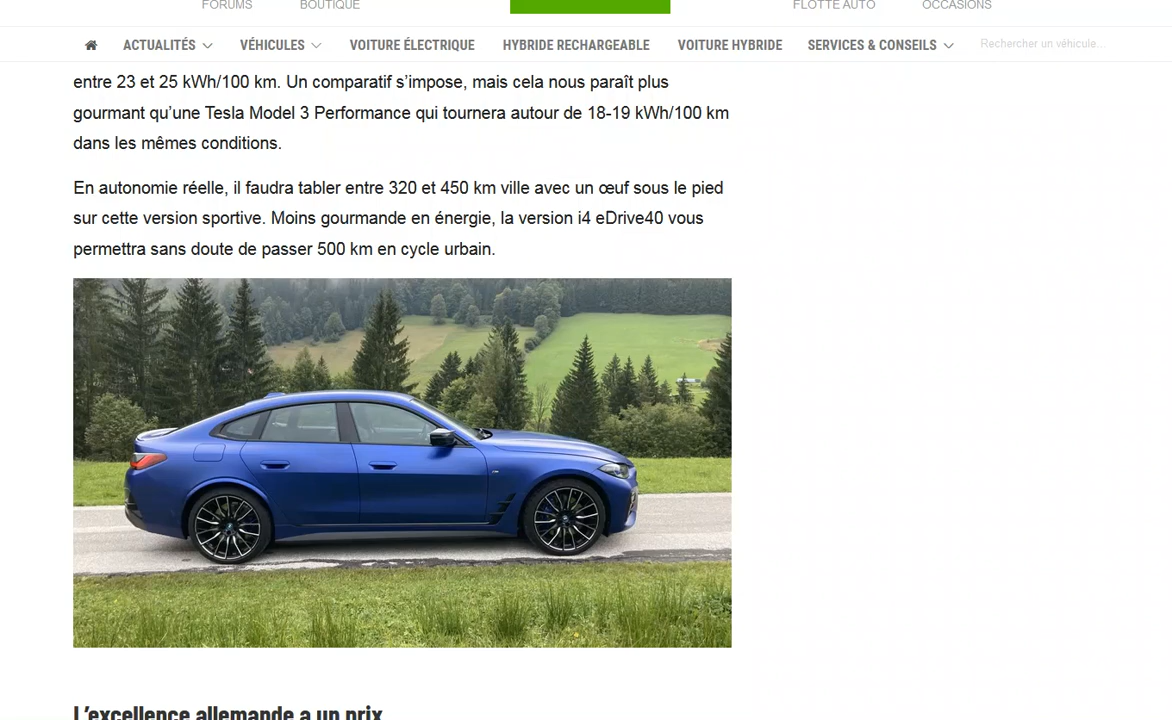 FORUMS BOUTIQUE FLOTTE AUTO OCCASIONS
ACTUALITÉS VÉHICULES VOITURE ÉLECTRIQUE HYBRIDE RECHARGEABLE VOITURE HYBRIDE SERVICES & CONSEILS Rechercher un véhicule...
entre 23 et 25 kWh/100 km. Un comparatif s’impose, mais cela nous paraît plus
gourmant qu’une Tesla Model 3 Performance qui tournera autour de 18-19 kWh/100 km
dans les mêmes conditions.
En autonomie réelle, il faudra tabler entre 320 et 450 km ville avec un œuf sous le pied
sur cette version sportive. Moins gourmande en énergie, la version i4 eDrive40 vous
permettra sans doute de passer 500 km en cycle urbain.
L’excellence allemande a un prix